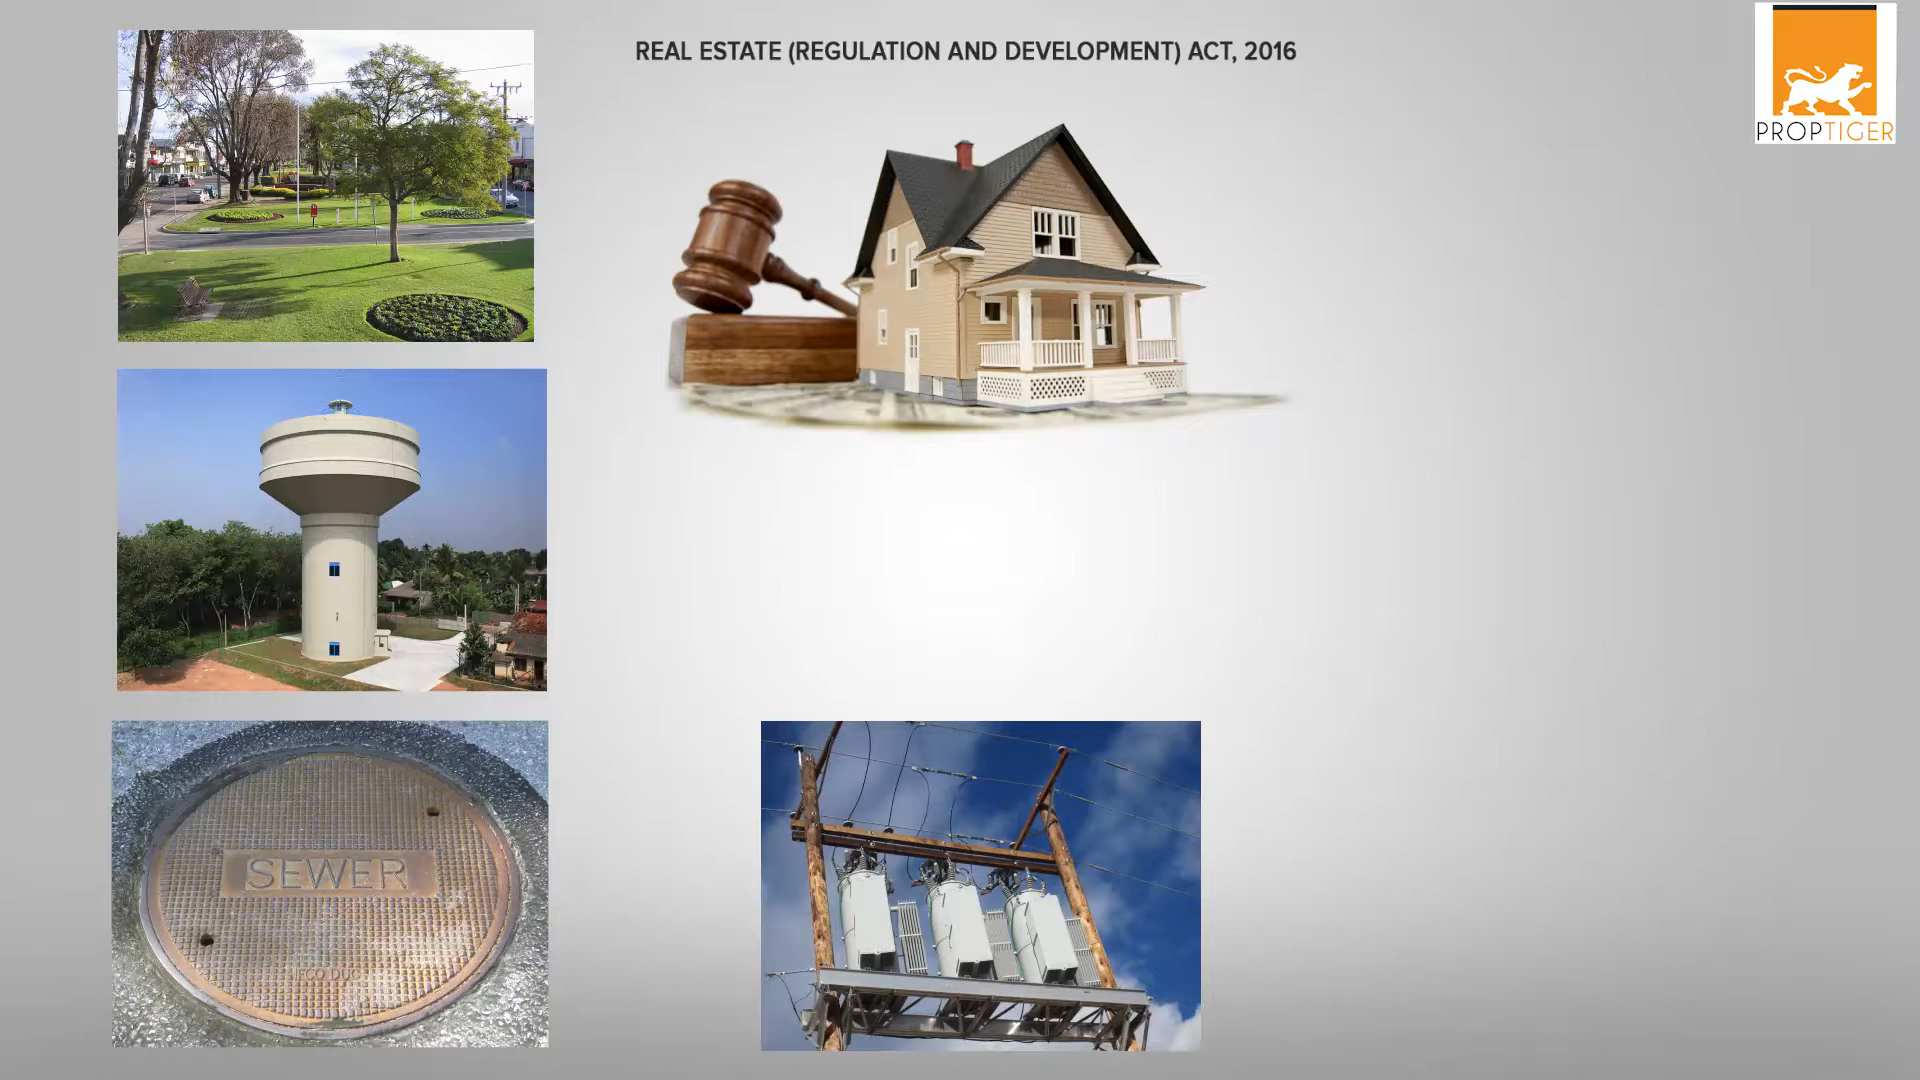 REAL ESTATE (REGULATION AND DEVELOPMENT) ACT, 2016
PROPTIGER
SEWER